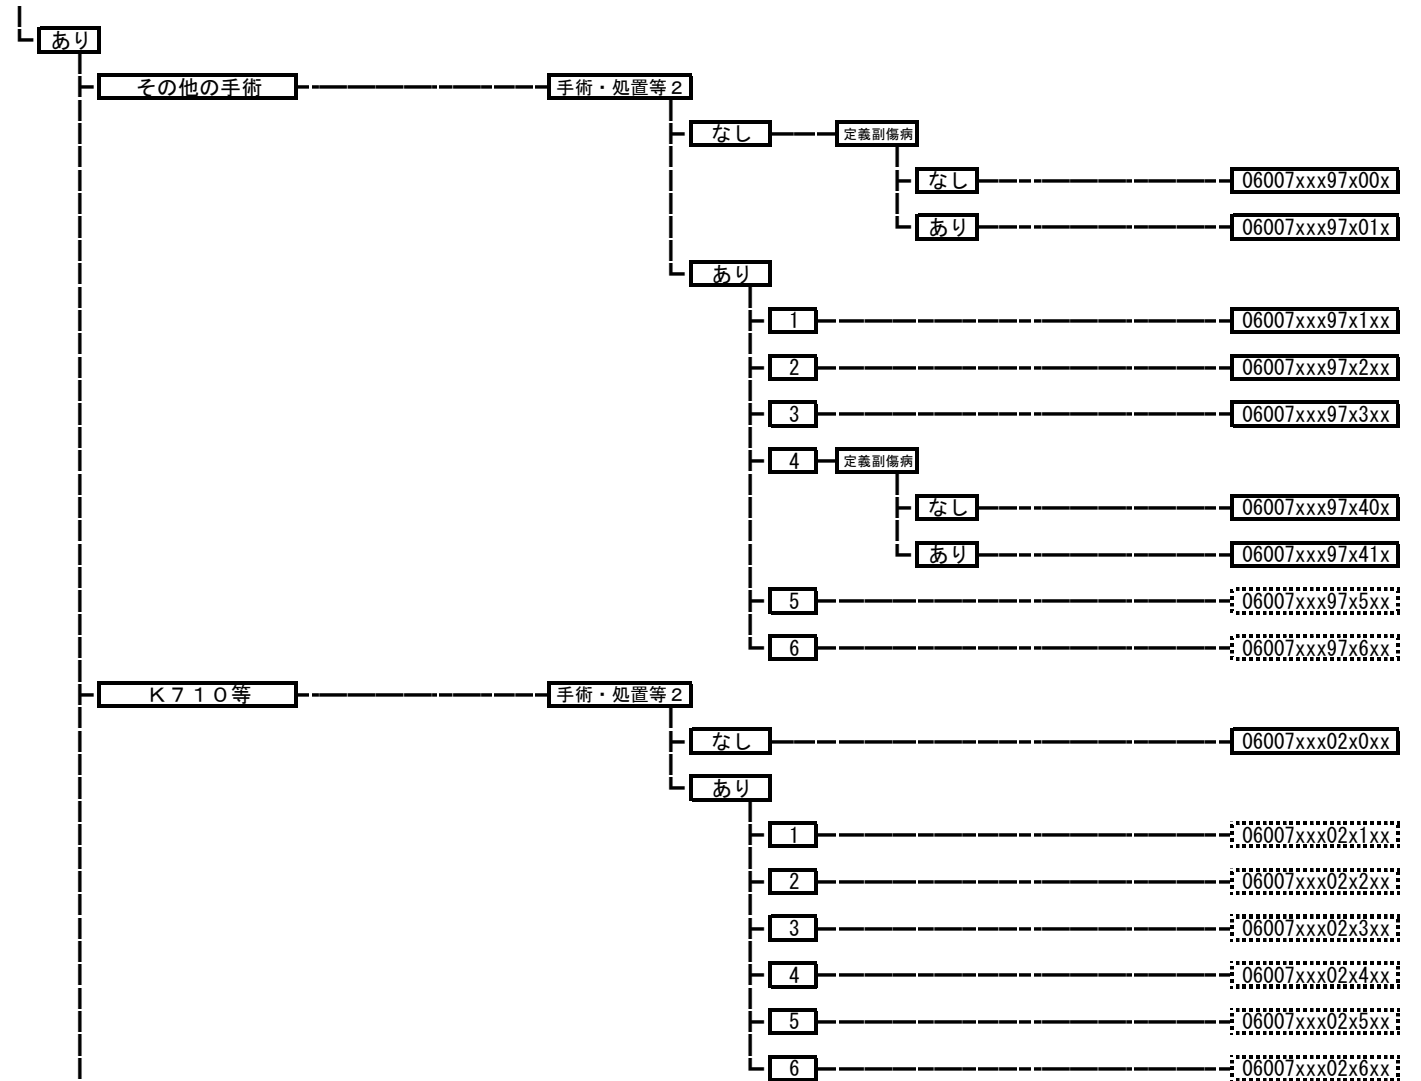 あり
その他の手術 手術・処置等2
なし 定義副傷病
なし 06007xxx97x00x
あり 06007xxx97x01x
あり
1 06007xxx97x1xx
2 06007xxx97x2xx
3 06007xxx97x3xx
4 定義副傷病
なし 06007xxx97x40x
あり 06007xxx97x41x
5 06007xxx97x5xx
6 06007xxx97x6xx
K710等 手術・処置等2
なし 06007xxx02x0xx
あり
1 06007xxx02x1xx
2 06007xxx02x2xx
3 06007xxx02x3xx
4 06007xxx02x4xx
5 06007xxx02x5xx
6 06007xxx02x6xx